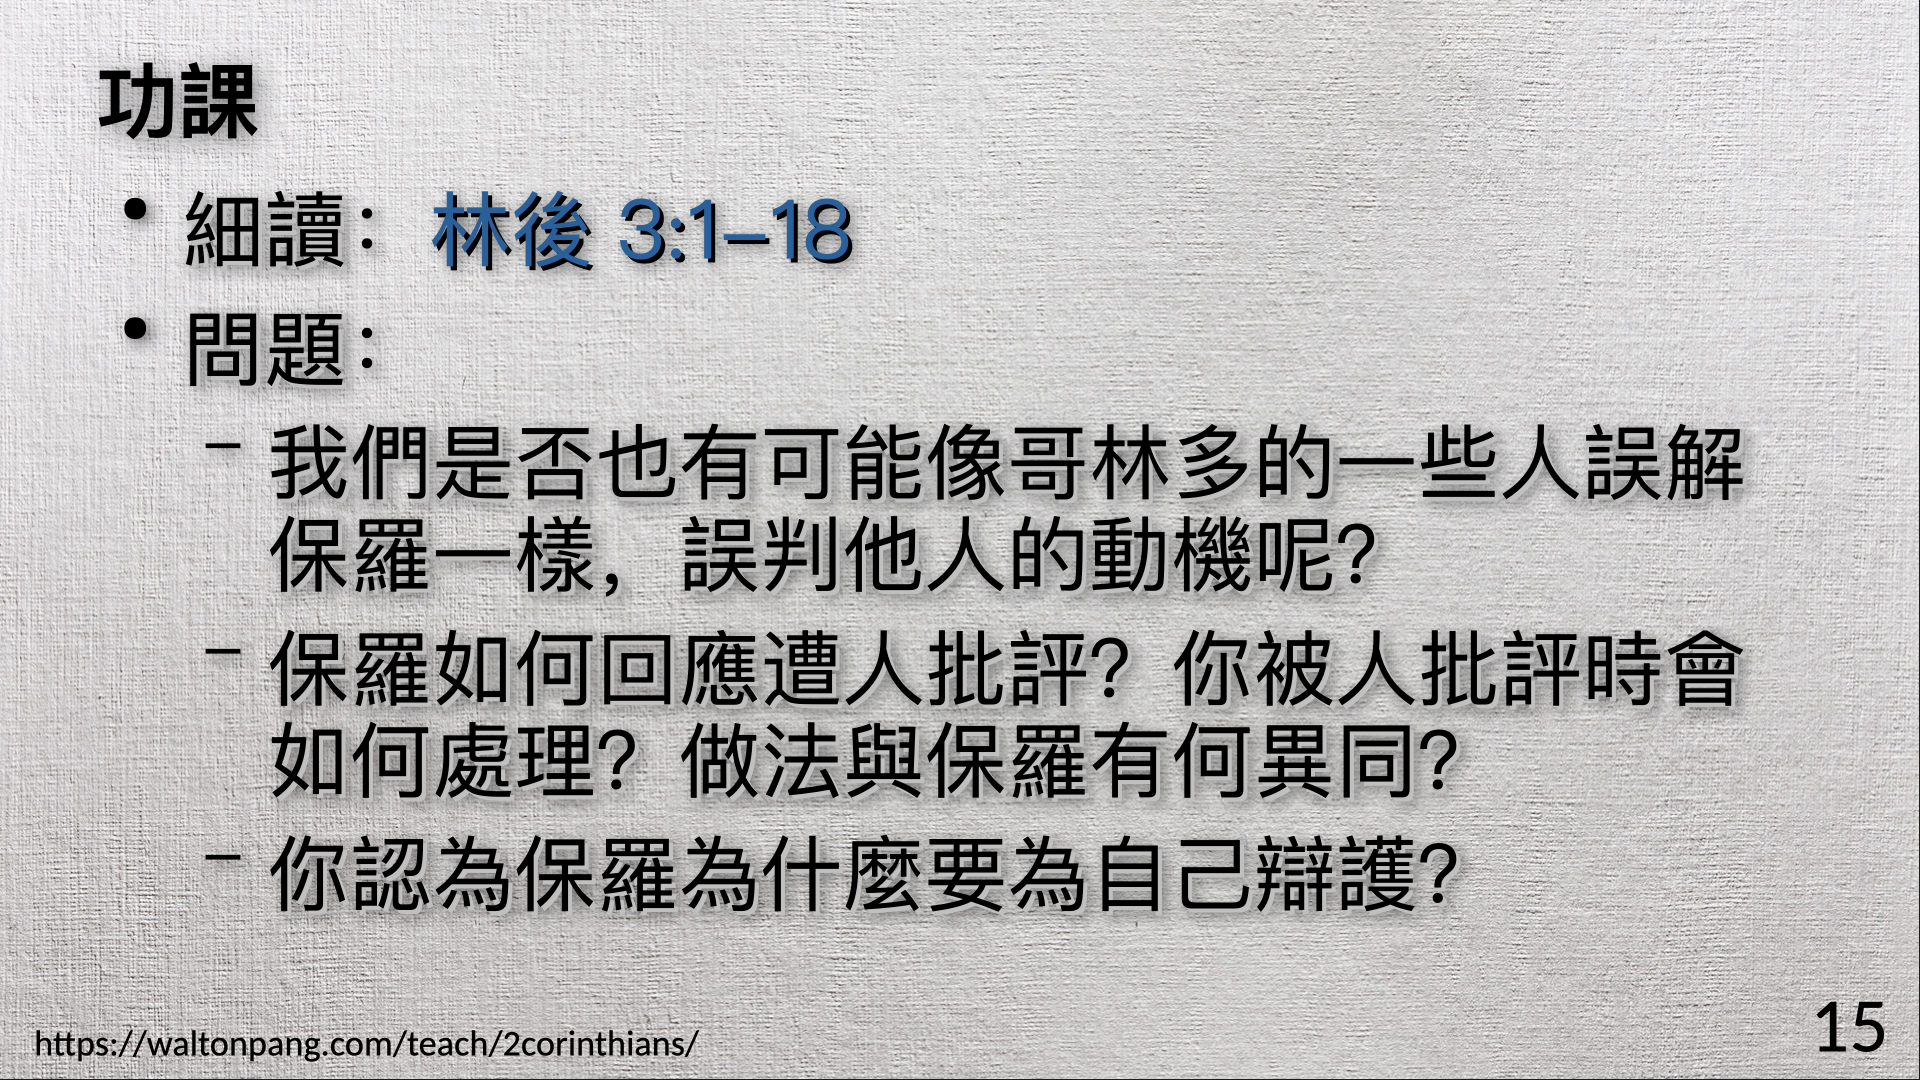 功課
• 細讀： 林後 3:1–18
• 問題：
– 我們是否也有可能像哥林多的一些人誤解
保羅一樣，誤判他人的動機呢？
– 保羅如何回應遭人批評？你被人批評時會
如何處理？做法與保羅有何異同？
– 你認為保羅為什麼要為自己辯護？
https://waltonpang.com/teach/2corinthians/
15